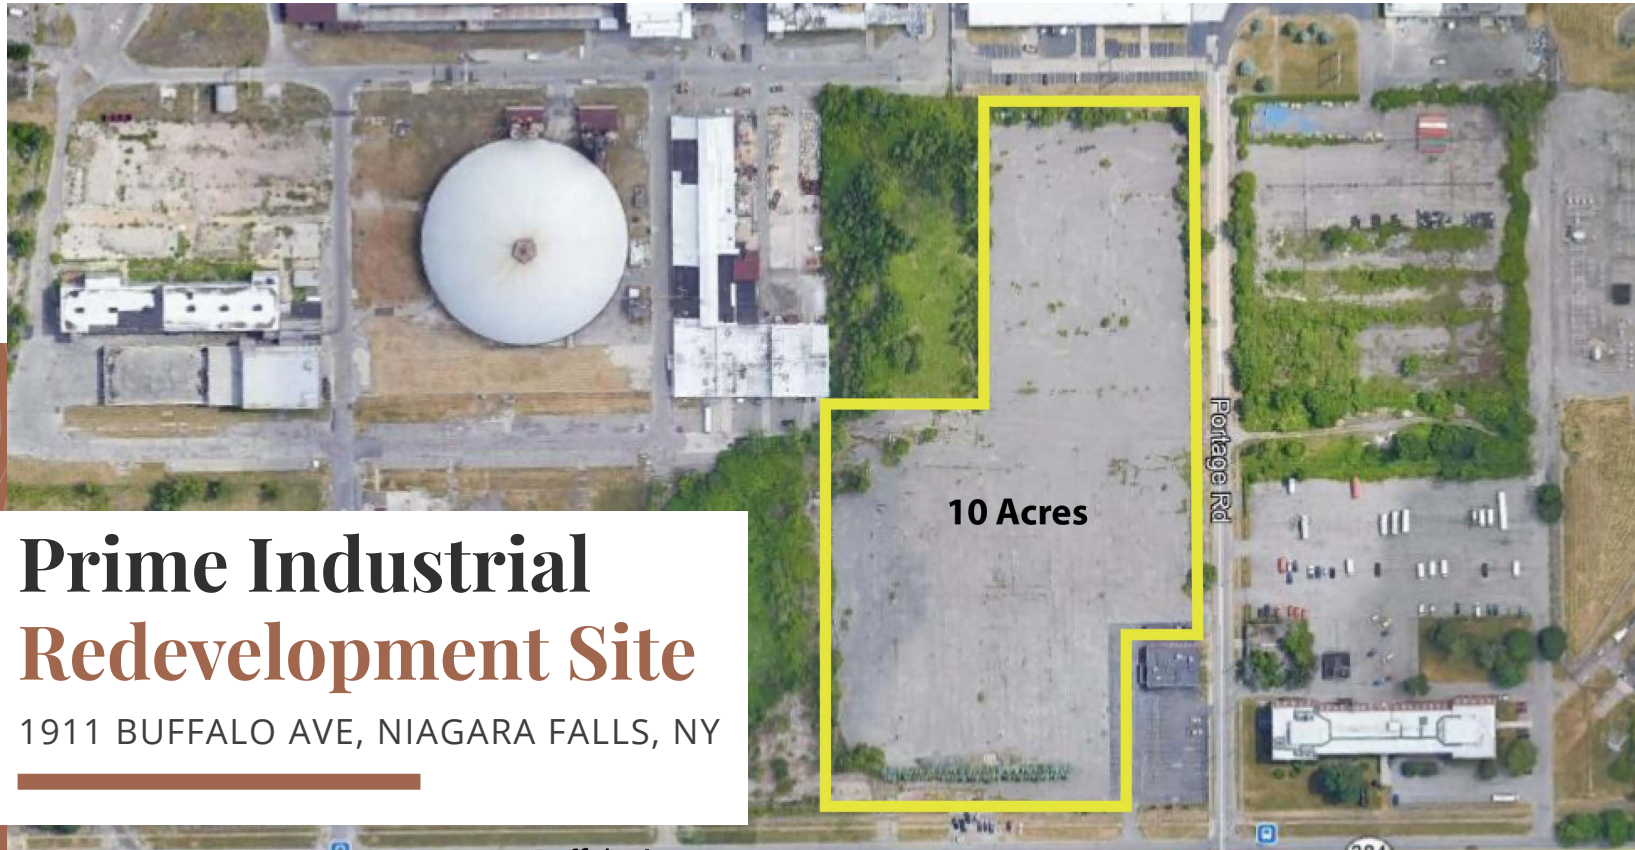 10 Acres
Portage Rd
Prime Industrial
Redevelopment Site
1911 BUFFALO AVE, NIAGARA FALLS, NY